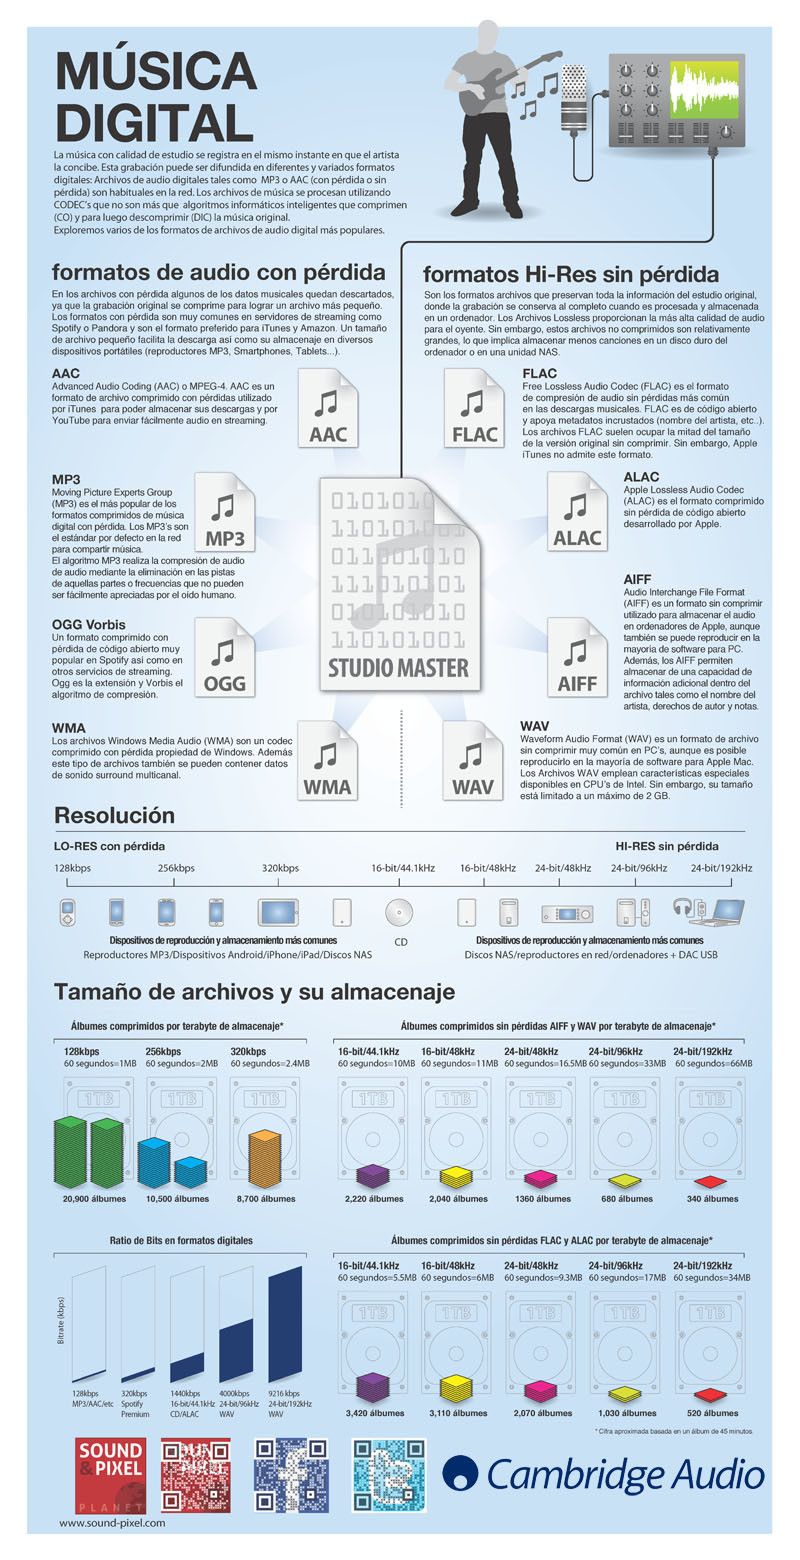 MÚSICA
DIGITAL
La música con calidad de estudio se registra en el mismo instante en que el artista
la concibe. Esta grabación puede ser difundida en diferentes y variados formatos
digitales: Archivos de audio digitales tales como MP3 o AAC (con pérdida o sin
pérdida) son habituales en la red. Los archivos de música se procesan utilizando
CODEC's que no son más que algoritmos informáticos inteligentes que comprimen
(CO) y para luego descomprimir (DIC) la música original.
Exploremos varios de los formatos de archivos de audio digital más populares.
formatos de audio con pérdida
En los archivos con pérdida algunos de los datos musicales quedan descartados,
ya que la grabación original se comprime para lograr un archivo más pequeño.
Los formatos con pérdida son muy comunes en servidores de streaming como
Spotify o Pandora y son el formato preferido para iTunes y Amazon. Un tamaño
de archivo pequeño facilita la descarga así como su almacenaje en diversos
dispositivos portátiles (reproductores MP3, Smartphones, Tablets...).
formatos Hi-Res sin pérdida
Son los formatos archivos que preservan toda la información del estudio original,
donde la grabación se conserva al completo cuando es procesada y almacenada
en un ordenador. Los Archivos Lossless proporcionan la más alta calidad de audio
para el oyente. Sin embargo, estos archivos no comprimidos son relativamente
grandes, lo que implica almacenar menos canciones en un disco duro del
ordenador o en una unidad NAS.
AAC
Advanced Audio Coding (AAC) o MPEG-4. AAC es un
formato de archivo comprimido con pérdidas utilizado
por iTunes para poder almacenar sus descargas y por
YouTube para enviar fácilmente audio en streaming.
AAC
FLAC
FLAC
Free Lossless Audio Codec (FLAC) es el formato
de compresión de audio sin pérdidas más común
en las descargas musicales. FLAC es de código abierto
y apoya metadatos incrustados (nombre del artista, etc..).
Los archivos FLAC suelen ocupar la mitad del tamaño
de la versión original sin comprimir. Sin embargo, Apple
iTunes no admite este formato.
MP3
Moving Picture Experts Group
(MP3) es el más popular de los
formatos comprimidos de música
digital con pérdida. Los MP3's son
el estándar por defecto en la red
para compartir música.
El algoritmo MP3 realiza la compresión de audio
de audio mediante la eliminación en las pistas
de aquellas partes o frecuencias que no pueden
ser fácilmente apreciadas por el oído humano.
MP3
ALAC
ALAC
Apple Lossless Audio Codec
(ALAC) es el formato comprimido
sin pérdida de código abierto
desarrollado por Apple.
STUDIO MASTER
OGG Vorbis
Un formato comprimido con
pérdida de código abierto muy
popular en Spotify así como en
otros servicios de streaming.
Ogg es la extensión y Vorbis el
algoritmo de compresión.
OGG
AIFF
AIFF
Audio Interchange File Format
(AIFF) es un formato sin comprimir
utilizado para almacenar el audio
en ordenadores de Apple, aunque
también se puede reproducir en la
mayoría de software para PC.
Además, los AIFF permiten
almacenar de una capacidad de
información adicional dentro del
archivo tales como el nombre del
artista, derechos de autor y notas.
WMA
Los archivos Windows Media Audio (WMA) son un codec
comprimido con pérdida propiedad de Windows. Además
este tipo de archivos también se pueden contener datos
de sonido surround multicanal.
WMA
WAV
WAV
Waveform Audio Format (WAV) es un formato de archivo
sin comprimir muy común en PC's, aunque es posible
reproducirlo en la mayoría de software para Apple Mac.
Los Archivos WAV emplean características especiales
disponibles en CPU's de Intel. Sin embargo, su tamaño
está limitado a un máximo de 2 GB.
Resolución
LO-RES con pérdida HI-RES sin pérdida
128kbps 256kbps 320kbps 16-bit/44.1kHz 16-bit/48kHz 24-bit/48kHz 24-bit/96kHz 24-bit/192kHz
Dispositivos de reproducción y almacenamiento más comunes
Reproductores MP3/Dispositivos Android/iPhone/iPad/Discos NAS
CD
Dispositivos de reproducción y almacenamiento más comunes
Discos NAS/reproductores en red/ordenadores + DAC USB
Tamaño de archivos y su almacenaje
Álbumes comprimidos por terabyte de almacenaje*
128kbps 256kbps 320kbps
60 segundos=1MB 60 segundos=2MB 60 segundos=2.4MB
1TB 1TB 1TB
20,900 álbumes 10,500 álbumes 8,700 álbumes
Álbumes comprimidos sin pérdidas AIFF y WAV por terabyte de almacenaje*
16-bit/44.1kHz 16-bit/48kHz 24-bit/48kHz 24-bit/96kHz 24-bit/192kHz
60 segundos=10MB 60 segundos=11MB 60 segundos=16.5MB 60 segundos=33MB 60 segundos=66MB
1TB 1TB 1TB 1TB 1TB
2,220 álbumes 2,040 álbumes 1360 álbumes 680 álbumes 340 álbumes
Ratio de Bits en formatos digitales
Bitrate (kbps)
128kbps 320kbps 1440kbps 4000kbps 9216 kbps
MP3/AAC/etc Spotify 16-bit/44.1kHz 24-bit/96kHz 24-bit/192kHz
Premium CD/ALAC WAV WAV
Álbumes comprimidos sin pérdidas FLAC y ALAC por terabyte de almacenaje*
16-bit/44.1kHz 16-bit/48kHz 24-bit/48kHz 24-bit/96kHz 24-bit/192kHz
60 segundos=5.5MB 60 segundos=6MB 60 segundos=9.3MB 60 segundos=17MB 60 segundos=34MB
1TB 1TB 1TB 1TB 1TB
3,420 álbumes 3,110 álbumes 2,070 álbumes 1,030 álbumes 520 álbumes
* Cifra aproximada basada en un álbum de 45 minutos.
SOUND
& PIXEL
PLANET
Cambridge Audio
www.sound-pixel.com